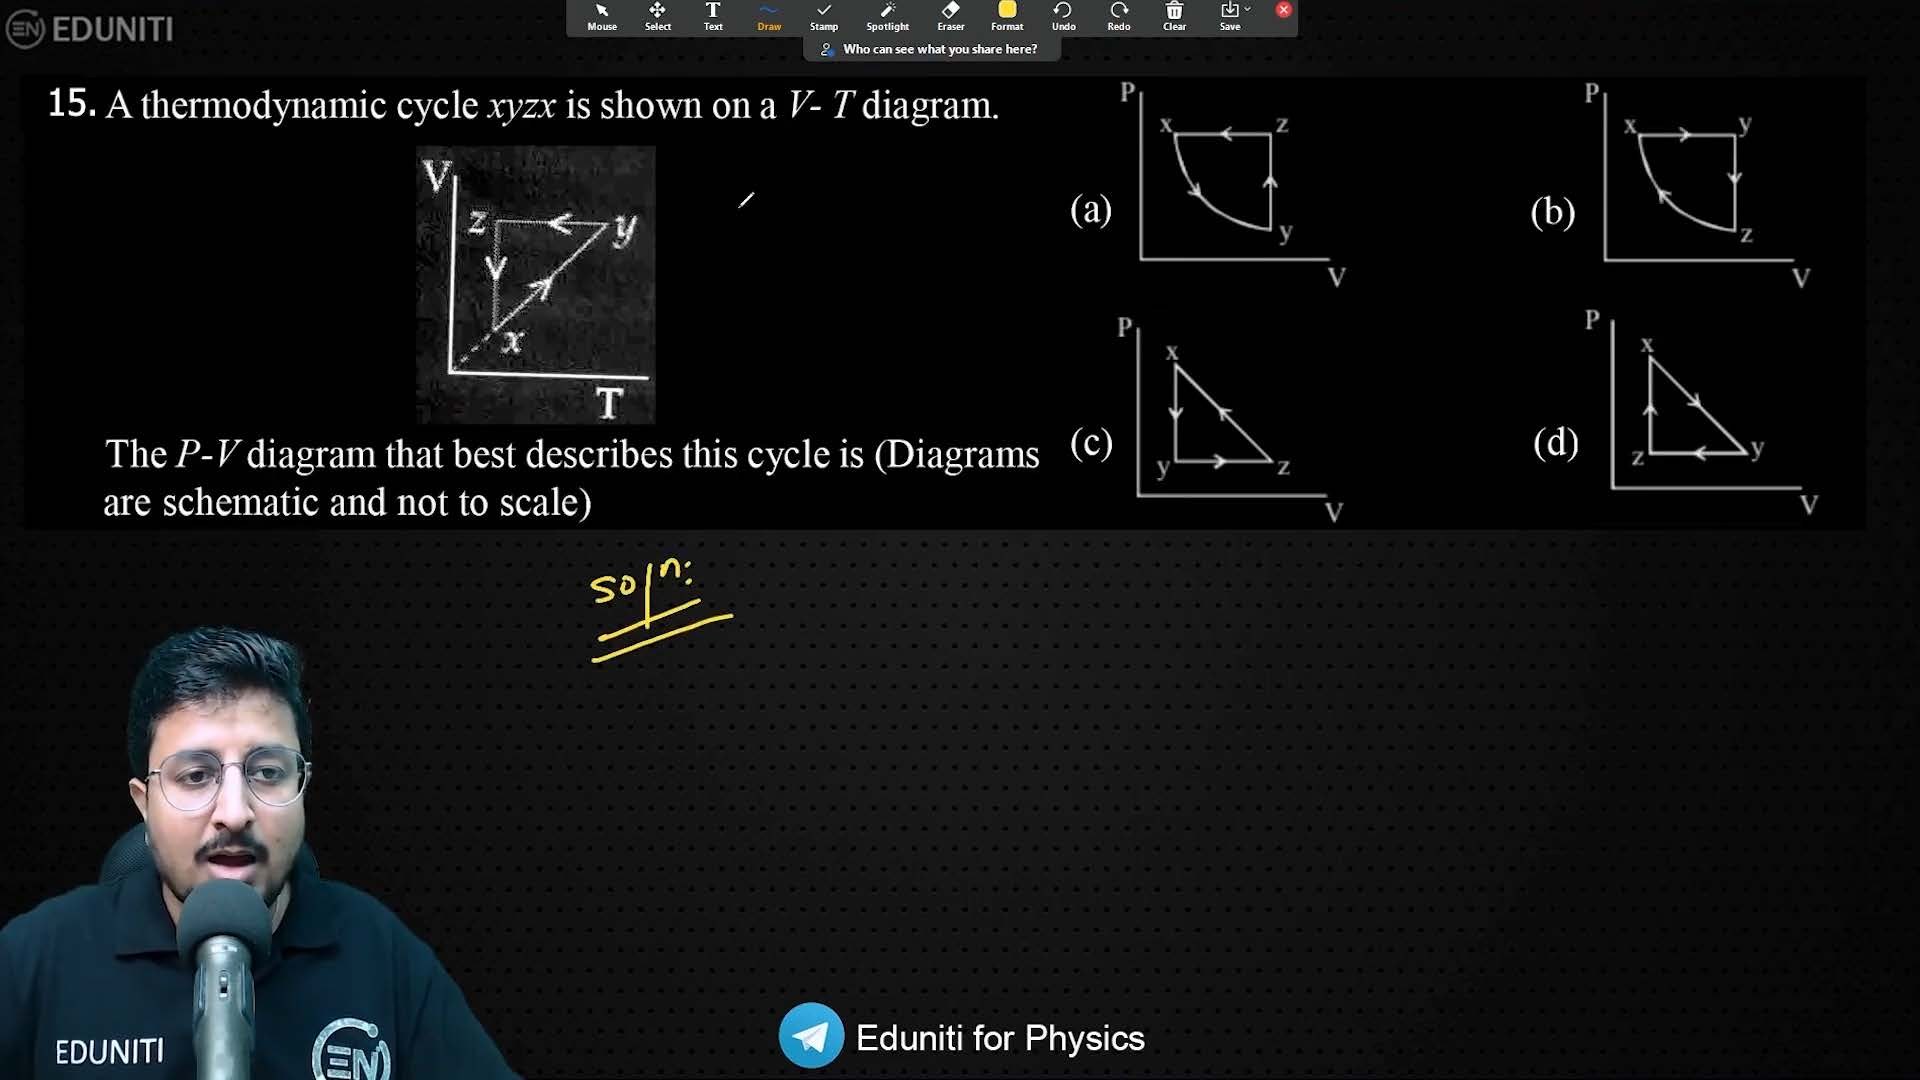 EN EDUNITI
Mouse Select Text Draw Stamp Spotlight Eraser Format Undo Redo Clear Save
Who can see what you share here?
15. A thermodynamic cycle xyzx is shown on a V- T diagram.
V
z
y
x
T
The P-V diagram that best describes this cycle is (Diagrams
are schematic and not to scale)
(a)
P
x
z
y
V
(b)
P
x
y
z
V
(c)
P
x
y
z
V
(d)
P
x
z
y
V
Soln:
EDUNITI
EN
Eduniti for Physics